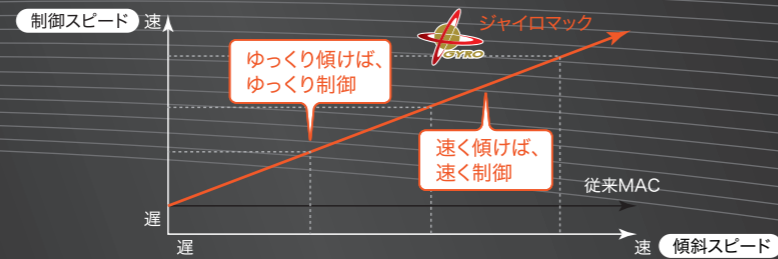 制御スピード
速
ジャイロマック
GYRO
ゆっくり傾けば、
ゆっくり制御
速く傾けば、
速く制御
従来MAC
遅
遅
速
傾斜スピード